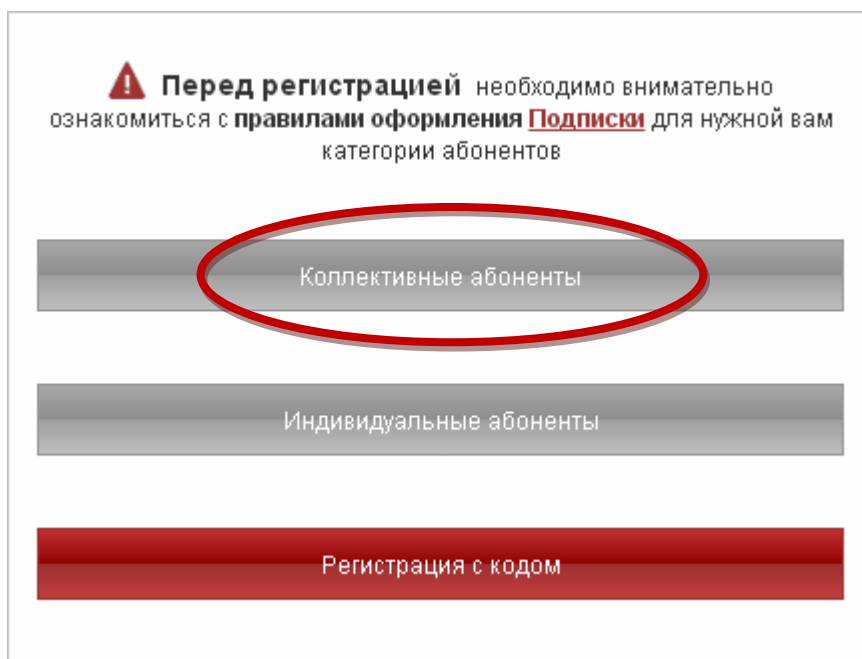 Перед регистрацией необходимо внимательно
ознакомиться с правилами оформления Подписки для нужной вам
категории абонентов
Коллективные абоненты
Индивидуальные абоненты
Регистрация с кодом